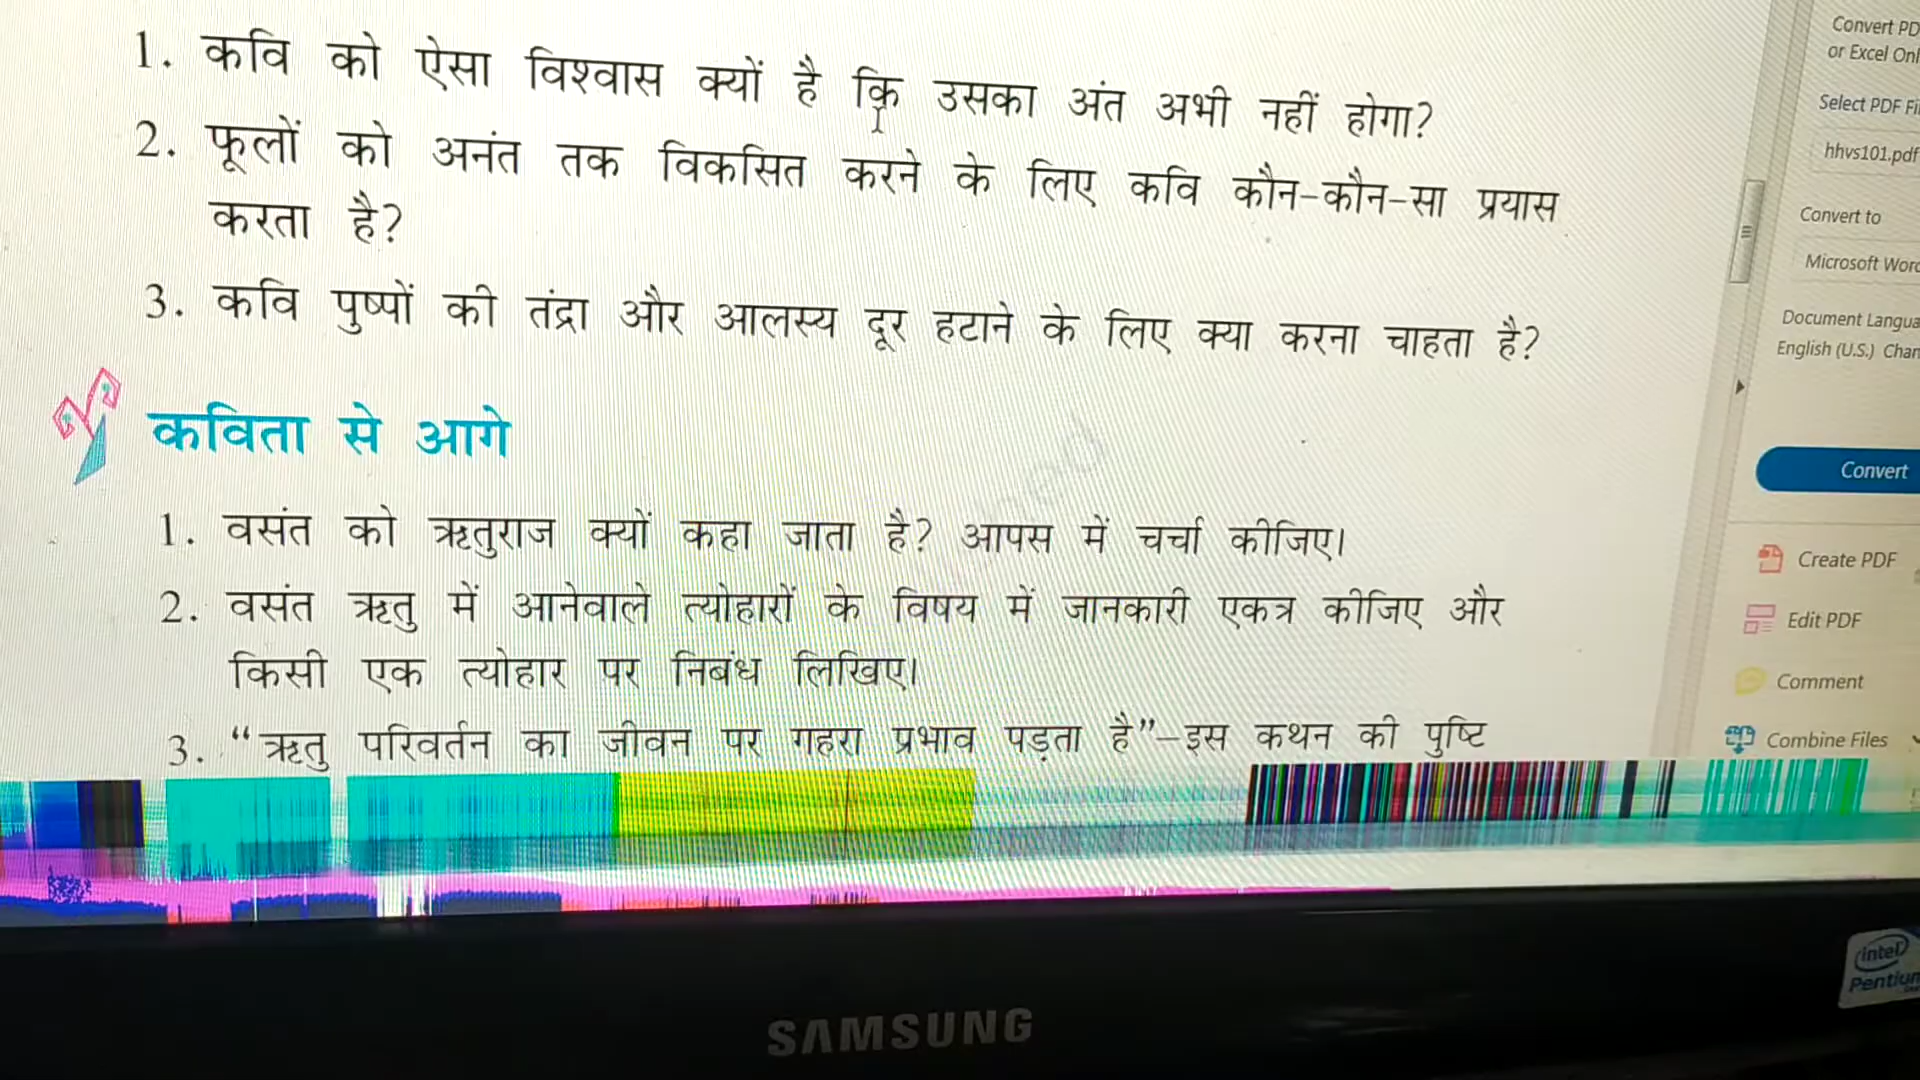 1. कवि को ऐसा विश्वास क्यों है कि उसका अंत अभी नहीं होगा?
2. फूलों को अनंत तक विकसित करने के लिए कवि कौन-कौन-सा प्रयास
करता है?
3. कवि पुष्पों की तंद्रा और आलस्य दूर हटाने के लिए क्या करना चाहता है?
कविता से आगे
1. वसंत को ऋतुराज क्यों कहा जाता है? आपस में चर्चा कीजिए।
2. वसंत ऋतु में आनेवाले त्योहारों के विषय में जानकारी एकत्र कीजिए और
किसी एक त्योहार पर निबंध लिखिए।
3. “ऋतु परिवर्तन का जीवन पर गहरा प्रभाव पड़ता है”-इस कथन की पुष्टि
Convert PD
or Excel Onl
Select PDF Fi
hhvs101.pdf
Convert to
Microsoft Word
Document Langua
English (U.S.) Chan
Convert
Create PDF
Edit PDF
Comment
Combine Files
SAMSUNG
intel
Pentium